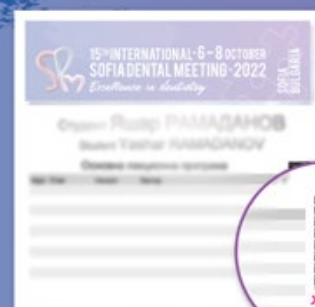 15TH INTERNATIONAL · 6 - 8 OCTOBER
SOFIA DENTAL MEETING · 2022
Excellence in dentistry
SOFIA
BULGARIA
Студент Яшар РАМАДАНОВ
Student Yashar RAMADANOV
Основна лекционна програма